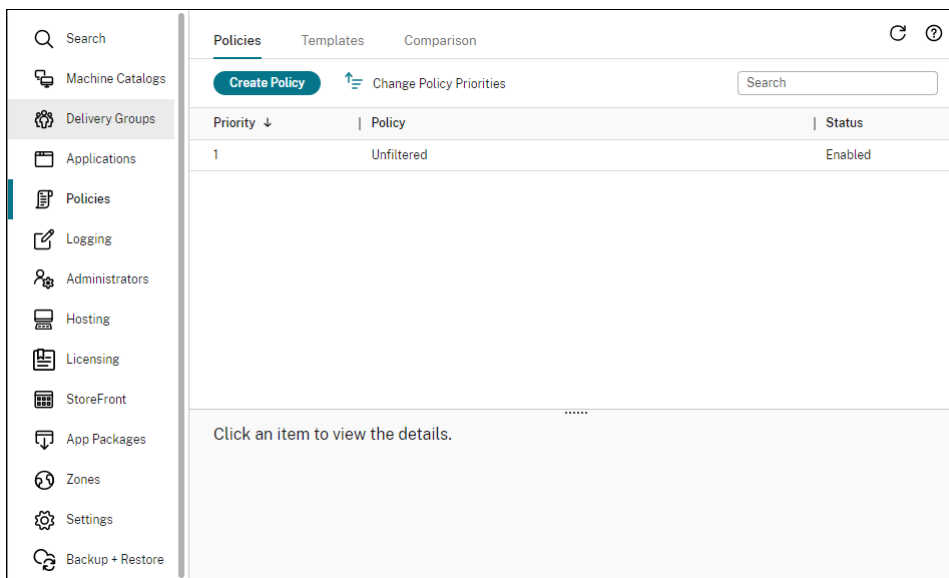 Search
Machine Catalogs
Delivery Groups
Applications
Policies
Logging
Administrators
Hosting
Licensing
StoreFront
App Packages
Zones
Settings
Backup + Restore
Policies Templates Comparison
Create Policy Change Policy Priorities Search
Priority ↓ | Policy | Status
1 Unfiltered Enabled
Click an item to view the details.